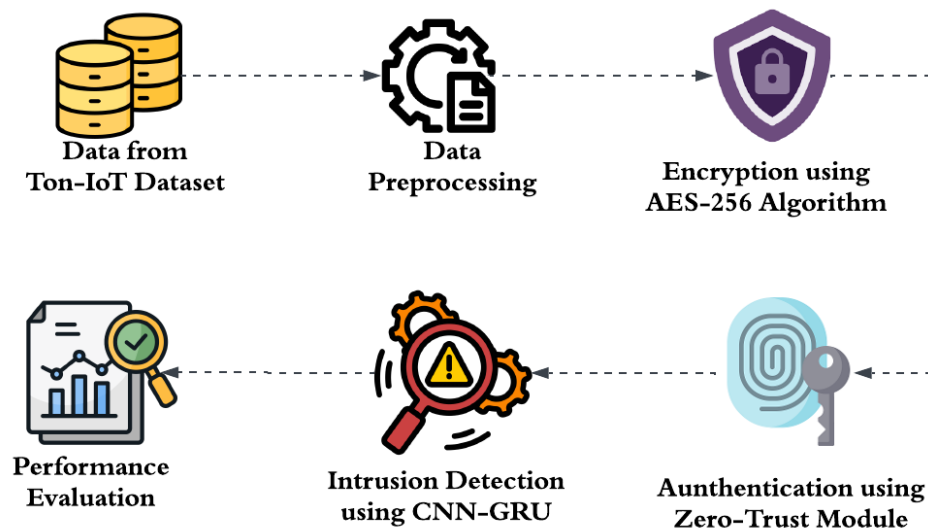 Data from
Ton-IoT Dataset
Data
Preprocessing
Encryption using
AES-256 Algorithm
Performance
Evaluation
Intrusion Detection
using CNN-GRU
Aunthentication using
Zero-Trust Module